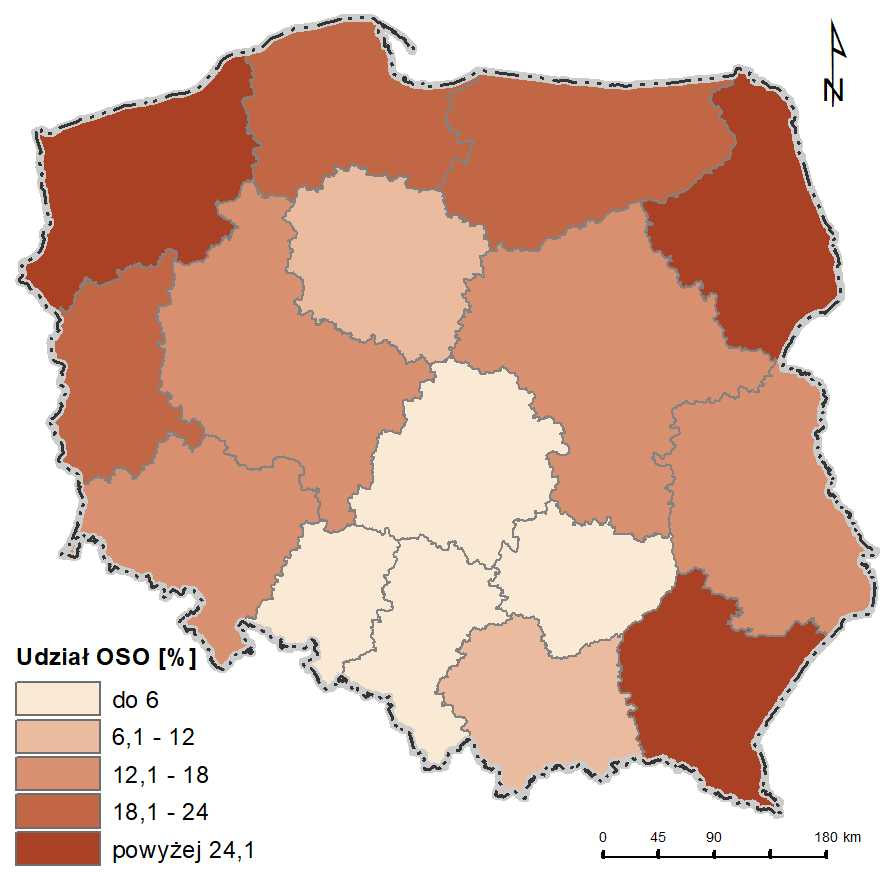 N
Udział OSO [%]
do 6
6,1 - 12
12,1 - 18
18,1 - 24
powyżej 24,1
0 45 90 180 km